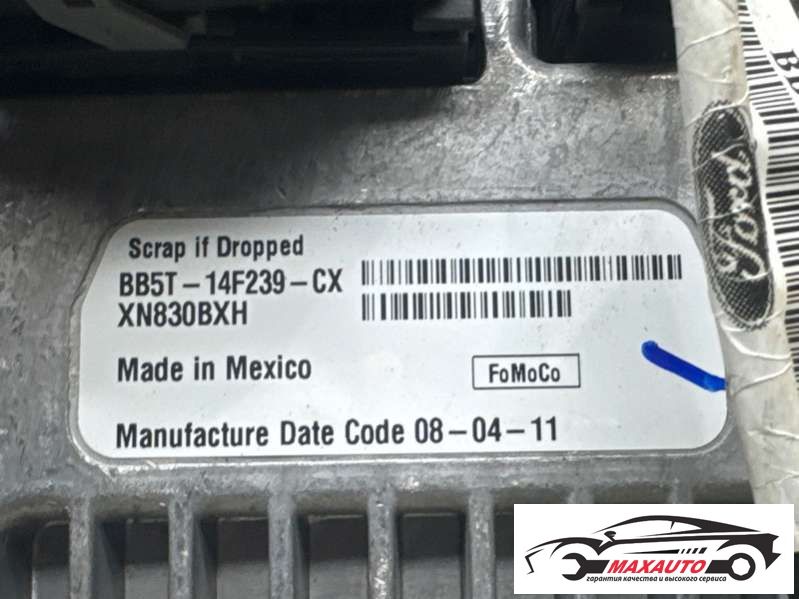 Ford
Scrap if Dropped
BB5T-14F239-CX
XN830BXH
Made in Mexico
FoMoCo
Manufacture Date Code 08-04-11
MAXAUTO
гарантия качества и высокого сервиса